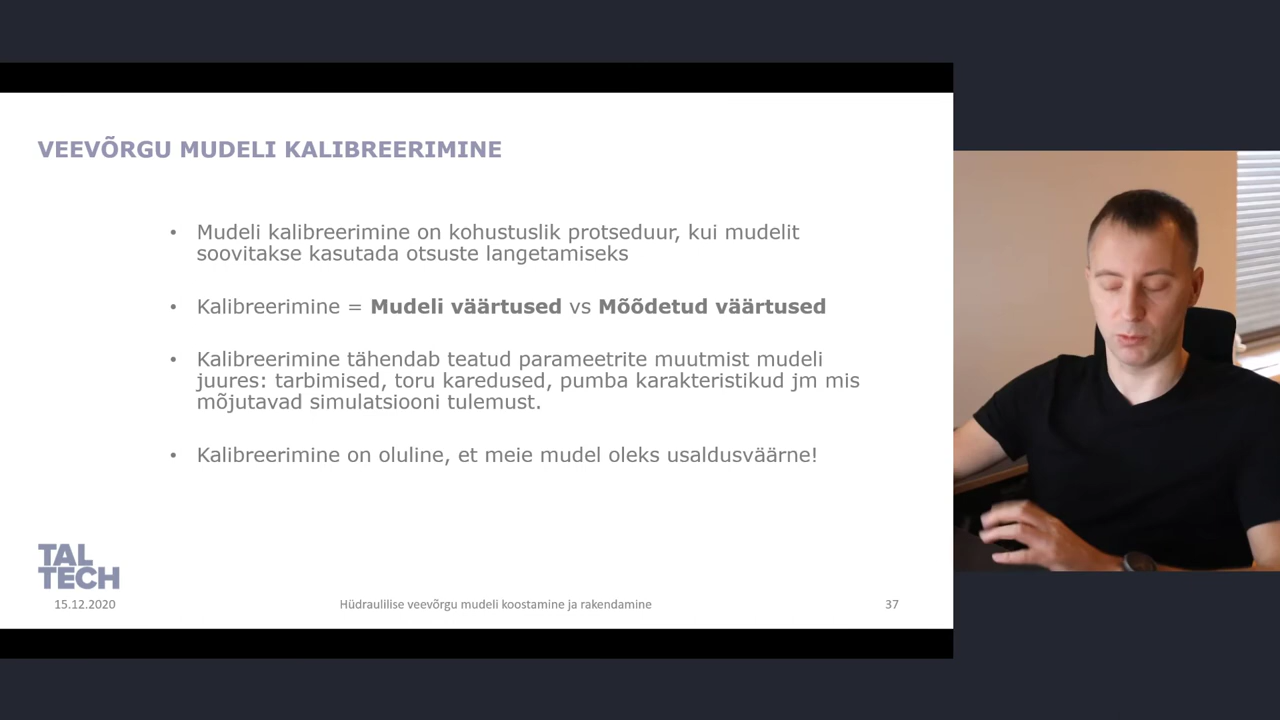 VEEVÕRGU MUDELI KALIBREERIMINE
• Mudeli kalibreerimine on kohustuslik protseduur, kui mudelit
soovitakse kasutada otsuste langetamiseks
• Kalibreerimine = Mudeli väärtused vs Mõõdetud väärtused
• Kalibreerimine tähendab teatud parameetrite muutmist mudeli
juures: tarbimised, toru karedused, pumba karakteristikud jm mis
mõjutavad simulatsiooni tulemust.
• Kalibreerimine on oluline, et meie mudel oleks usaldusväärne!
TAL
TECH
15.12.2020
Hüdraulilise veevõrgu mudeli koostamine ja rakendamine
37